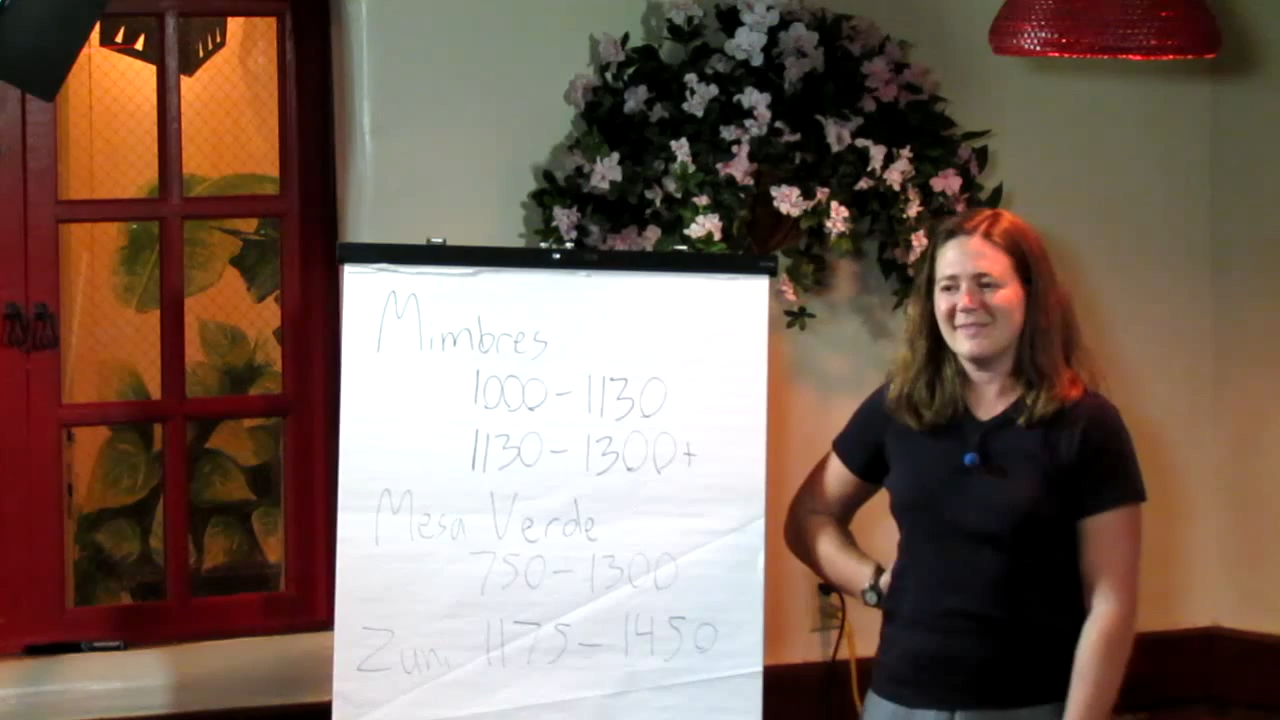 Mimbres
1000-1130
1130-1300+
Mesa Verde
750-1300
Zuni 1175-1450